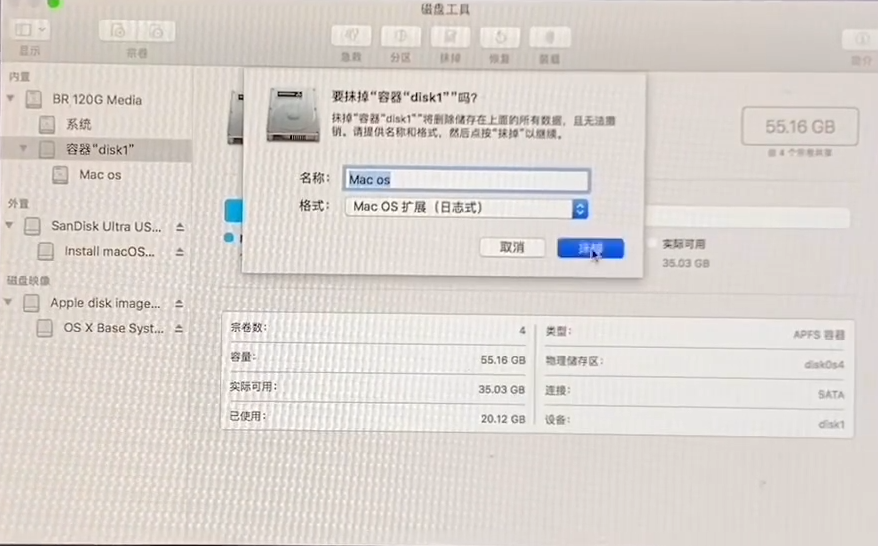 磁盘工具
显示
宗卷
急救
分区
抹掉
恢复
装载
简介
内置
BR 120G Media
系统
容器“disk1”
Mac os
外置
SanDisk Ultra US...
Install macOS...
磁盘映像
Apple disk image...
OS X Base Syst...
要抹掉“容器“disk1””吗?
抹掉“容器“disk1””将删除储存在上面的所有数据，且无法撤
销。请提供名称和格式，然后点按“抹掉”以继续。
名称:
Mac os
格式:
Mac OS 扩展（日志式）
取消
抹掉
55.16 GB
由 4 个宗卷共享
实际可用
35.03 GB
宗卷数:
4
容量:
55.16 GB
实际可用:
35.03 GB
已使用:
20.12 GB
类型:
APFS 容器
物理储存区:
disk0s4
连接:
SATA
设备:
disk1